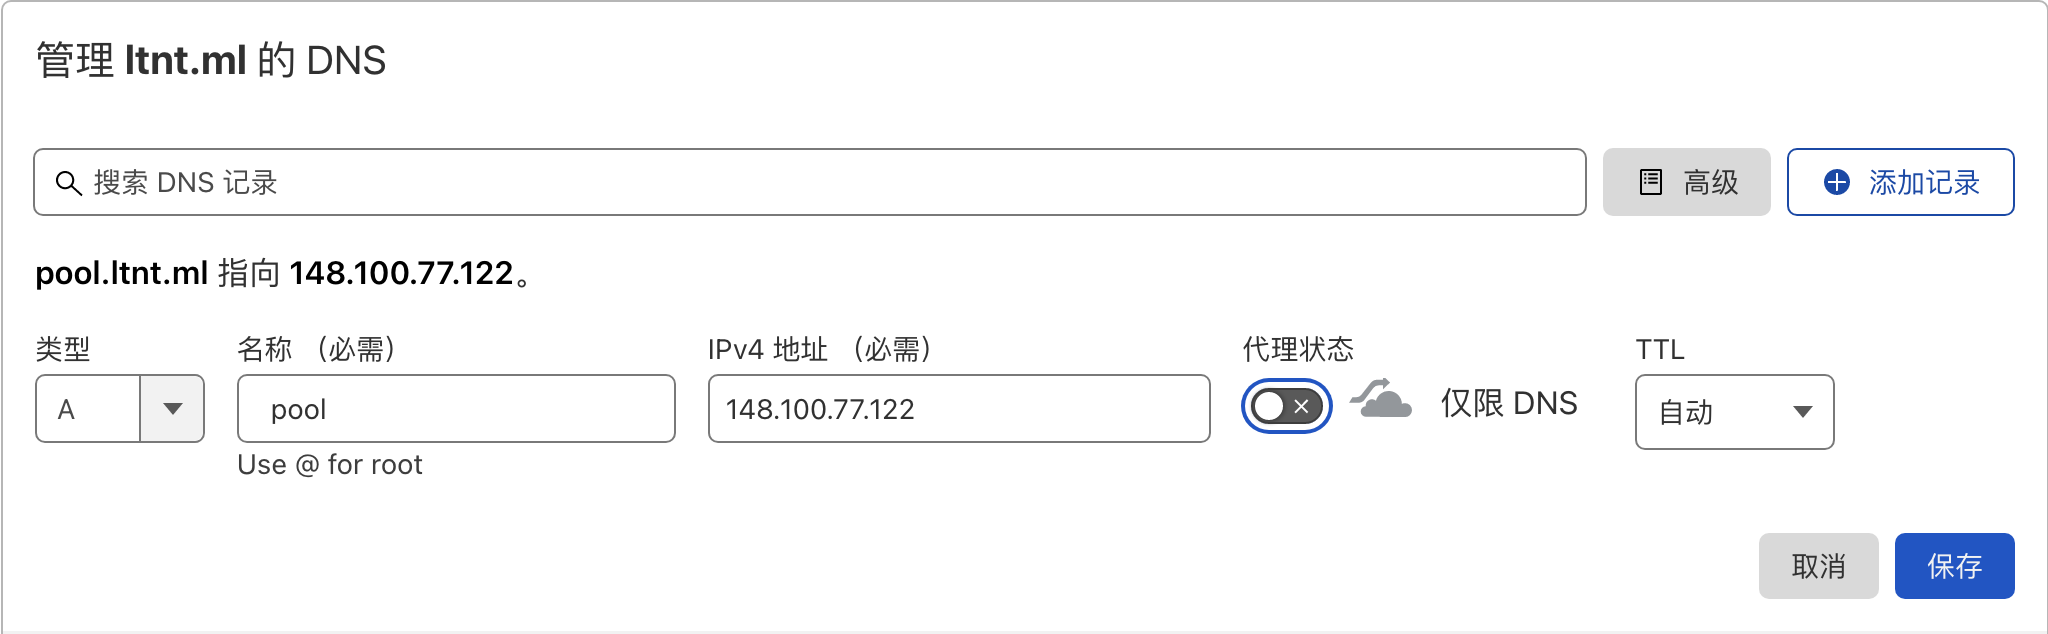 管理 ltnt.ml 的 DNS
搜索 DNS 记录
高级
添加记录
pool.ltnt.ml 指向 148.100.77.122。
类型
名称 （必需）
IPv4 地址 （必需）
代理状态
TTL
A
pool
148.100.77.122
仅限 DNS
自动
Use @ for root
取消
保存